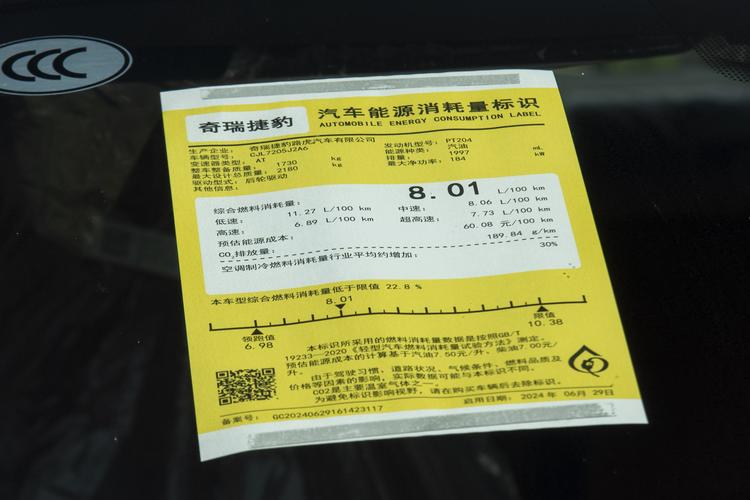 CCC
奇瑞捷豹
汽车能源消耗量标识
AUTOMOBILE ENERGY CONSUMPTION LABEL
生产企业： 奇瑞捷豹路虎汽车有限公司
车辆型号： CJL7205J2A6
变速器类型： AT
整车整备质量： 1730 kg
最大设计总质量： 2180 kg
驱动型式： 后轮驱动
其他信息：
发动机型号： PT204
能源种类： 汽油
排量： 1997 mL
最大净功率： 184 kW
综合燃料消耗量： 8.01 L/100 km
低速： 11.27 L/100 km 中速： 8.06 L/100 km
高速： 6.89 L/100 km 超高速： 7.73 L/100 km
预估能源成本： 60.08 元/100 km
CO₂排放量： 189.84 g/km
空调制冷燃料消耗量行业平均约增加： 30%
本车型综合燃料消耗量低于限值 22.8 %
8.01
领跑值
6.98
限值
10.38
本标识所采用的燃料消耗量数据是按照GB/T
19233—2020《轻型汽车燃料消耗量试验方法》测定。
预估能源成本的计算基于汽油7.50元/升、柴油7.00元/
升。
由于驾驶习惯、道路状况、气候条件、燃料品质及
价格等因素的影响，实际数据可能与本标识不同。
CO2是主要温室气体之一。
为避免标识影响视野，请在购买车辆后去除标识。
备案号： GC20240629161423117
启用日期： 2024 年 06月 29日